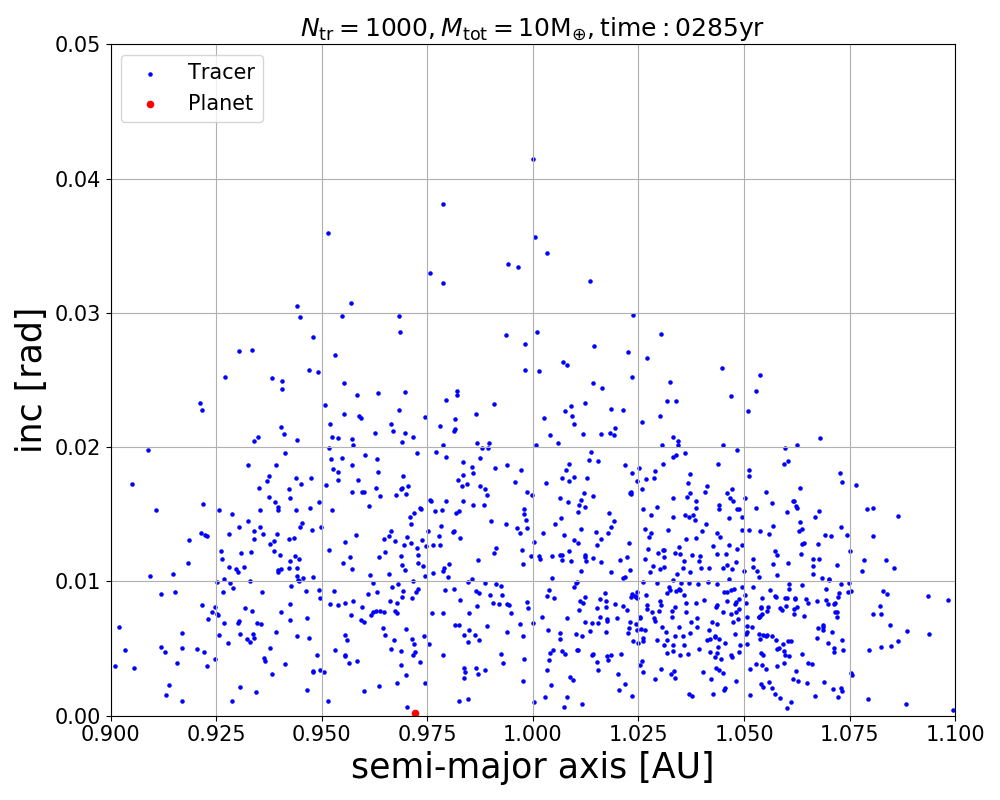 N_tr = 1000, M_tot = 10M_⊕, time : 0285yr
0.05
Tracer
Planet
0.04
0.03
0.02
0.01
0.00
inc [rad]
0.900 0.925 0.950 0.975 1.000 1.025 1.050 1.075 1.100
semi-major axis [AU]